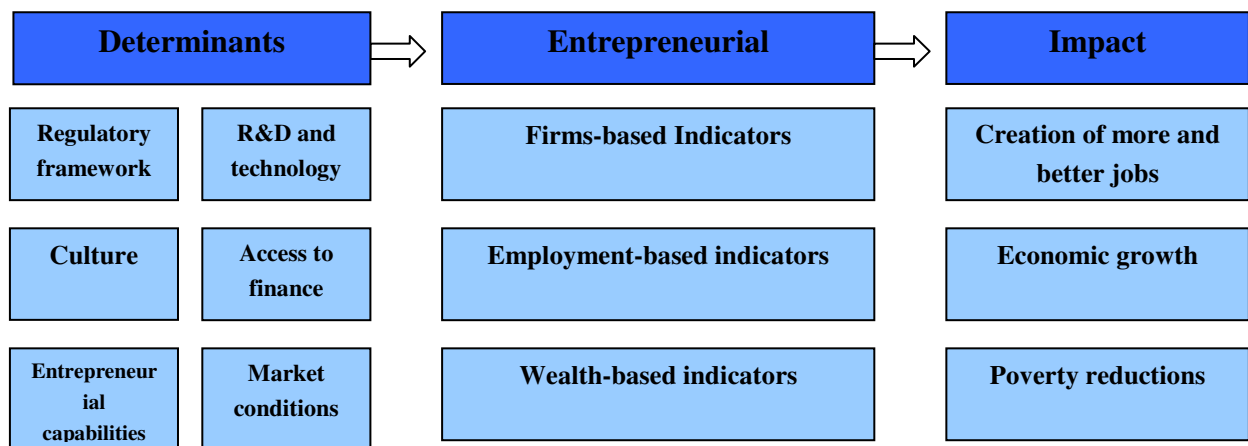 Determinants
Entrepreneurial
Impact
Regulatory
framework
R&D and
technology
Firms-based Indicators
Creation of more and
better jobs
Culture
Access to
finance
Employment-based indicators
Economic growth
Entrepreneur
ial
capabilities
Market
conditions
Wealth-based indicators
Poverty reductions